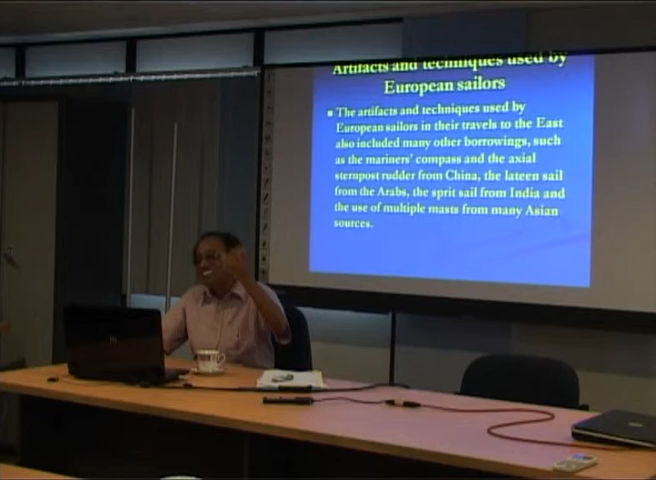 Artifacts and techniques used by
European sailors
The artifacts and techniques used by
European sailors in their travels to the East
also included many other borrowings, such
as the mariners' compass and the axial
sternpost rudder from China, the lateen sail
from the Arabs, the sprit sail from India and
the use of multiple masts from many Asian
sources.